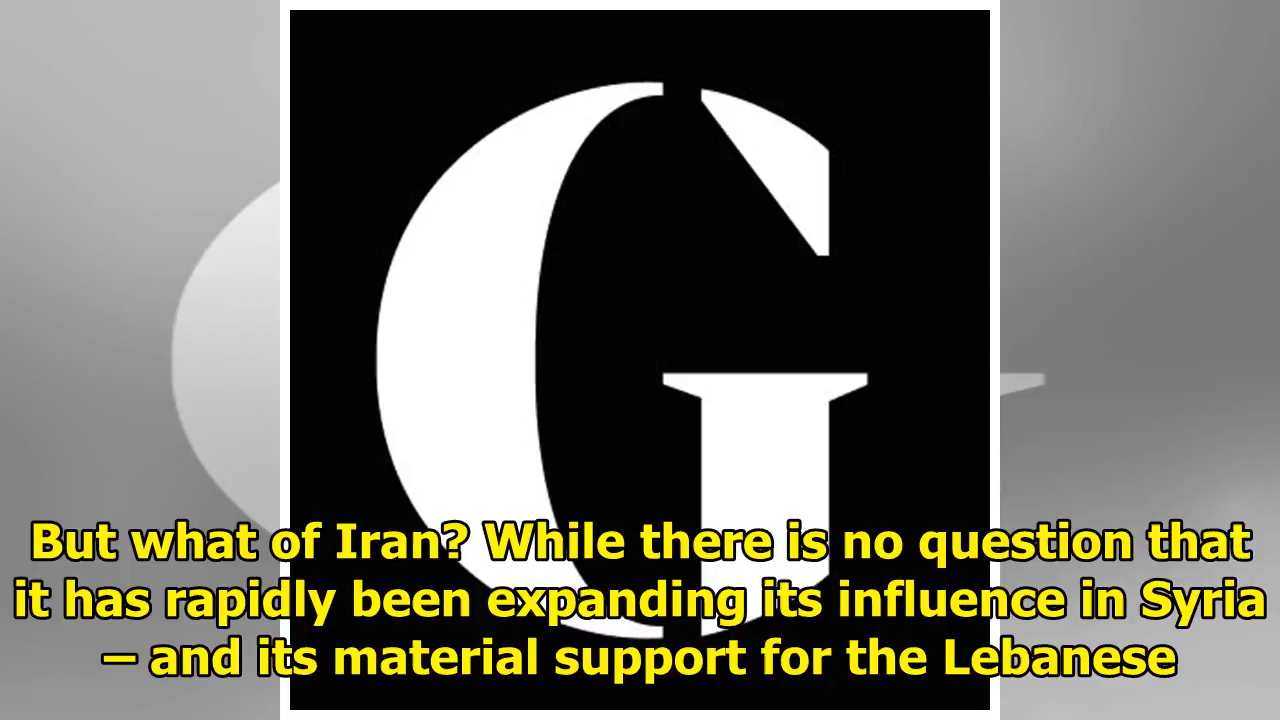 G
But what of Iran? While there is no question that
it has rapidly been expanding its influence in Syria
– and its material support for the Lebanese